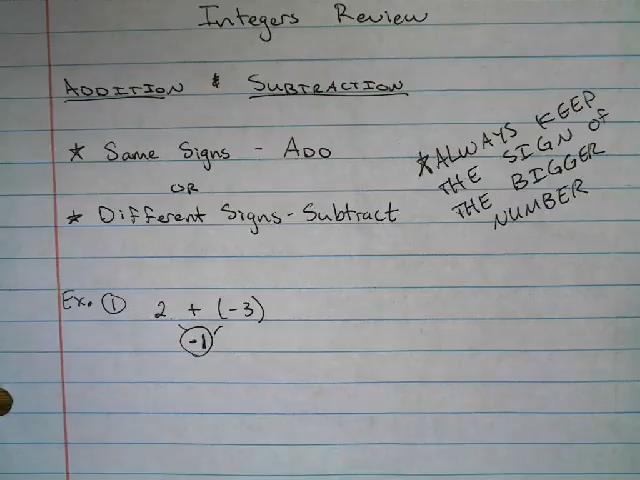 Integers Review
ADDITION & SUBTRACTION
* Same Signs - ADD
OR
* Different Signs - Subtract
* ALWAYS KEEP
THE SIGN OF
THE BIGGER
NUMBER
Ex. ① 2 + (-3)
-1